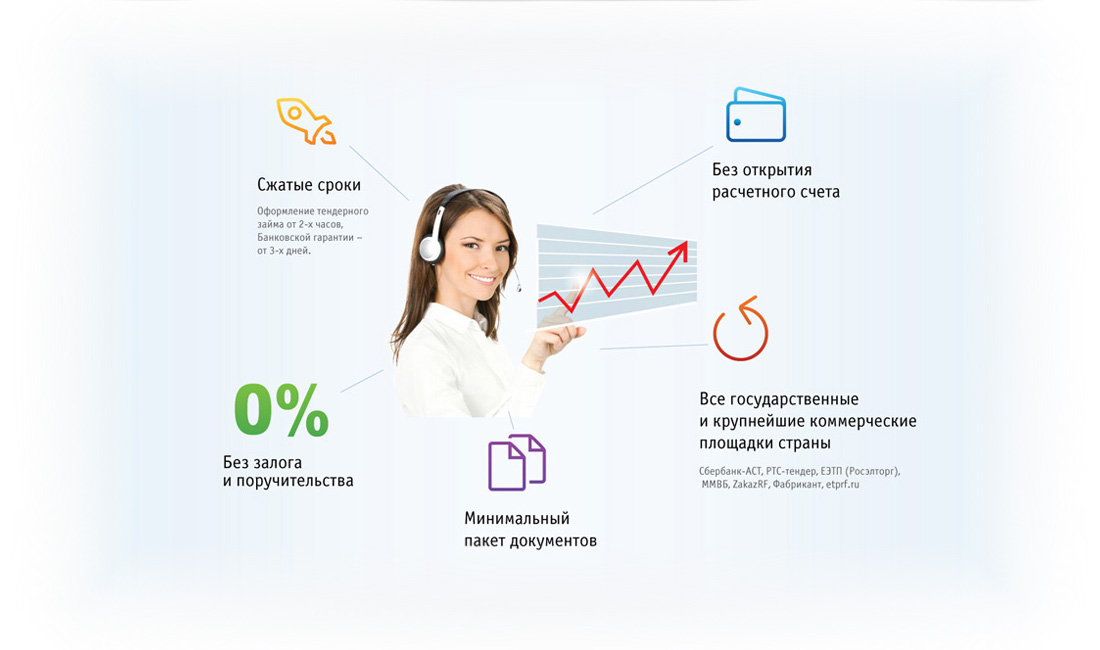 Сжатые сроки
Оформление тендерного
займа от 2-х часов,
Банковской гарантии –
от 3-х дней.
Без открытия
расчетного счета
0%
Без залога
и поручительства
Минимальный
пакет документов
Все государственные
и крупнейшие коммерческие
площадки страны
Сбербанк-АСТ, РТС-тендер, ЕЭТП (Росэлторг),
ММВБ, ZakazRF, Фабрикант, etprf.ru